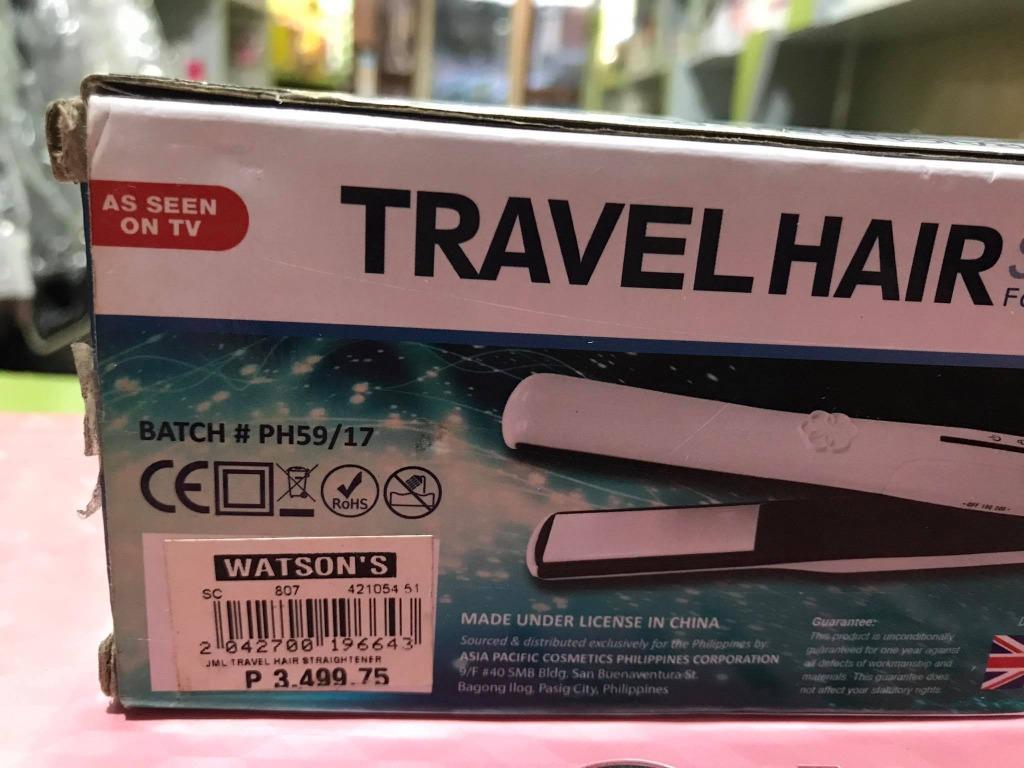 AS SEEN
ON TV
TRAVEL HAIR
BATCH # PH59/17
CE
RoHS
WATSON'S
SC 807 421054 51
2 042700 196643
JML TRAVEL HAIR STRAIGHTENER
P 3,499.75
MADE UNDER LICENSE IN CHINA
Sourced & distributed exclusively for the Philippines by
ASIA PACIFIC COSMETICS PHILIPPINES CORPORATION
9/F #40 SMB Bldg. San Buenaventura St.
Bagong Ilog, Pasig City, Philippines
Guarantee:
This product is unconditionally
guaranteed for one year against
all defects of workmanship and
materials. This guarantee does
not affect your statutory rights.